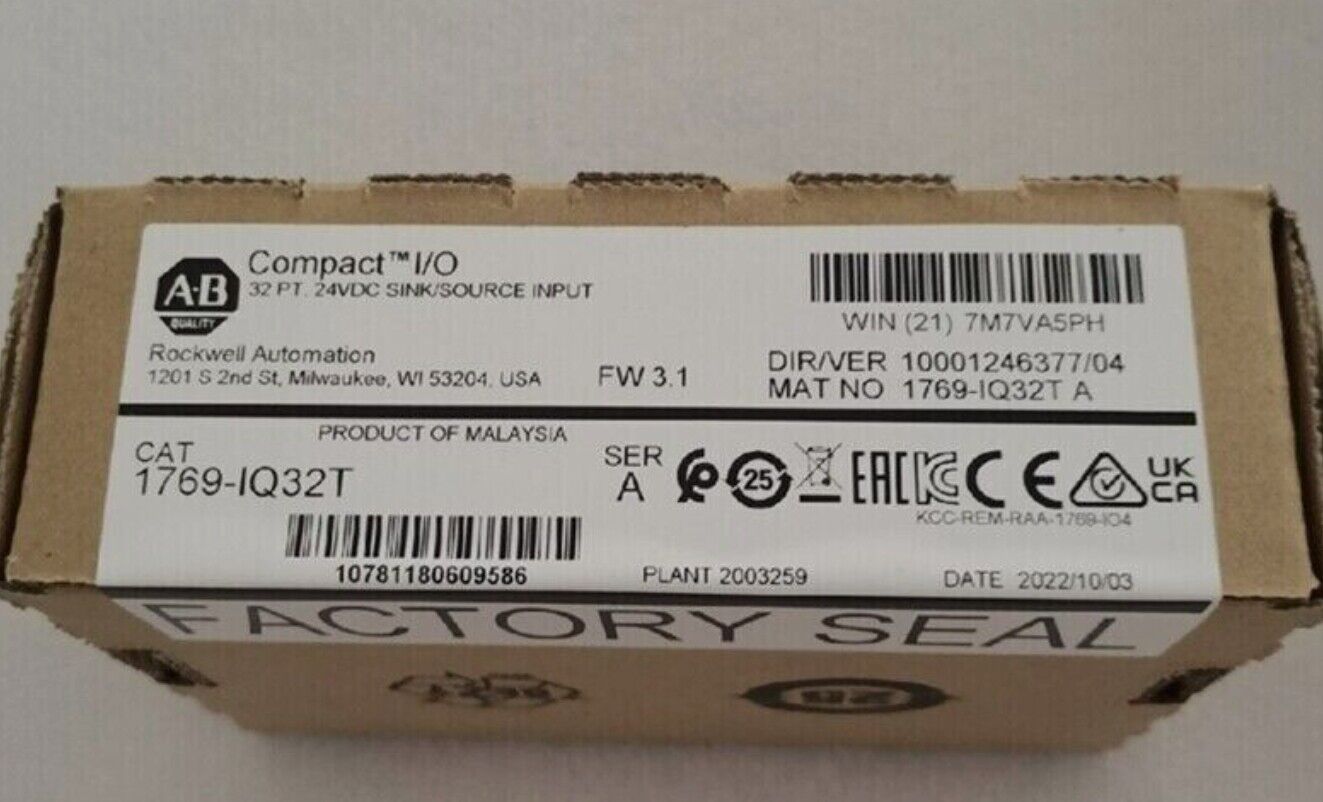 A-B
QUALITY
Compact™ I/O
32 PT. 24VDC SINK/SOURCE INPUT
Rockwell Automation
1201 S 2nd St, Milwaukee, WI 53204, USA
FW 3.1
WIN (21) 7M7VA5PH
DIR/VER 10001246377/04
MAT NO 1769-IQ32T A
PRODUCT OF MALAYSIA
CAT
1769-IQ32T
SER
A
25
EAC
KC
CE
UK
CA
KCC-REM-RAA-1769-IO4
10781180609586
PLANT 2003259
DATE 2022/10/03
FACTORY SEAL